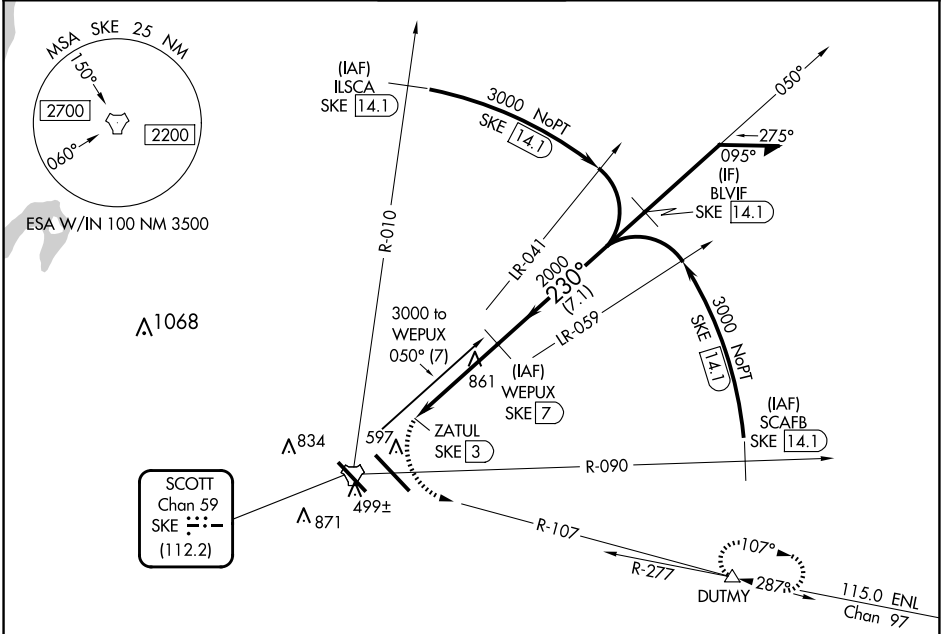 MSA SKE 25 NM
150°
2700
2200
060°
ESA W/IN 100 NM 3500
(IAF)
ILSCA
SKE 14.1
3000 NoPT
SKE 14.1
050°
275°
095°
(IF)
BLVIF
SKE 14.1
R-010
LR-041
2000
230°
(7.1)
LR-059
3000 NoPT
SKE 14.1
1068
3000 to
WEPUX
050° (7)
861
(IAF)
WEPUX
SKE 7
(IAF)
SCAFB
SKE 14.1
834
597
ZATUL
SKE 3
R-090
SCOTT
Chan 59
SKE
(112.2)
871
499±
R-107
R-277
107°
287°
DUTMY
115.0 ENL
Chan 97